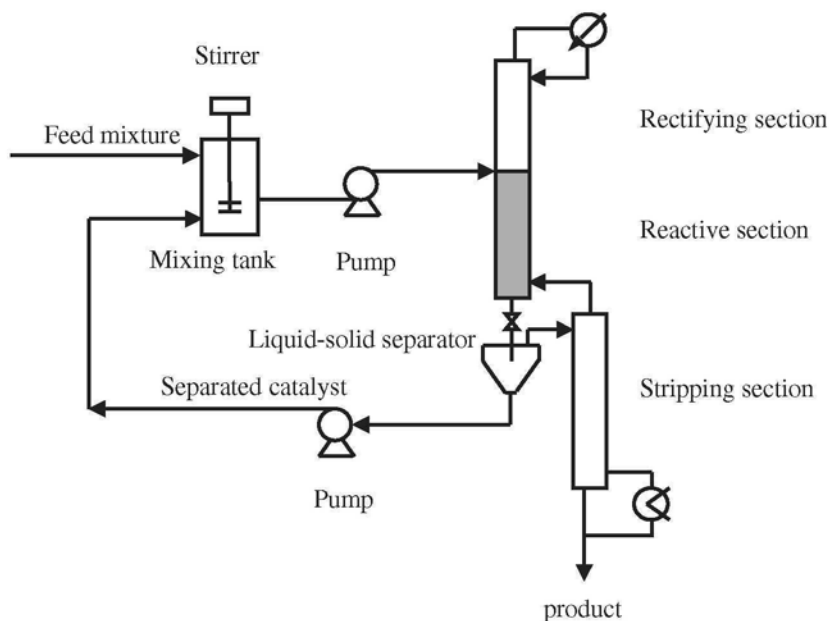 Stirrer
Feed mixture
Rectifying section
Mixing tank
Pump
Reactive section
Liquid-solid separator
Separated catalyst
Stripping section
Pump
product